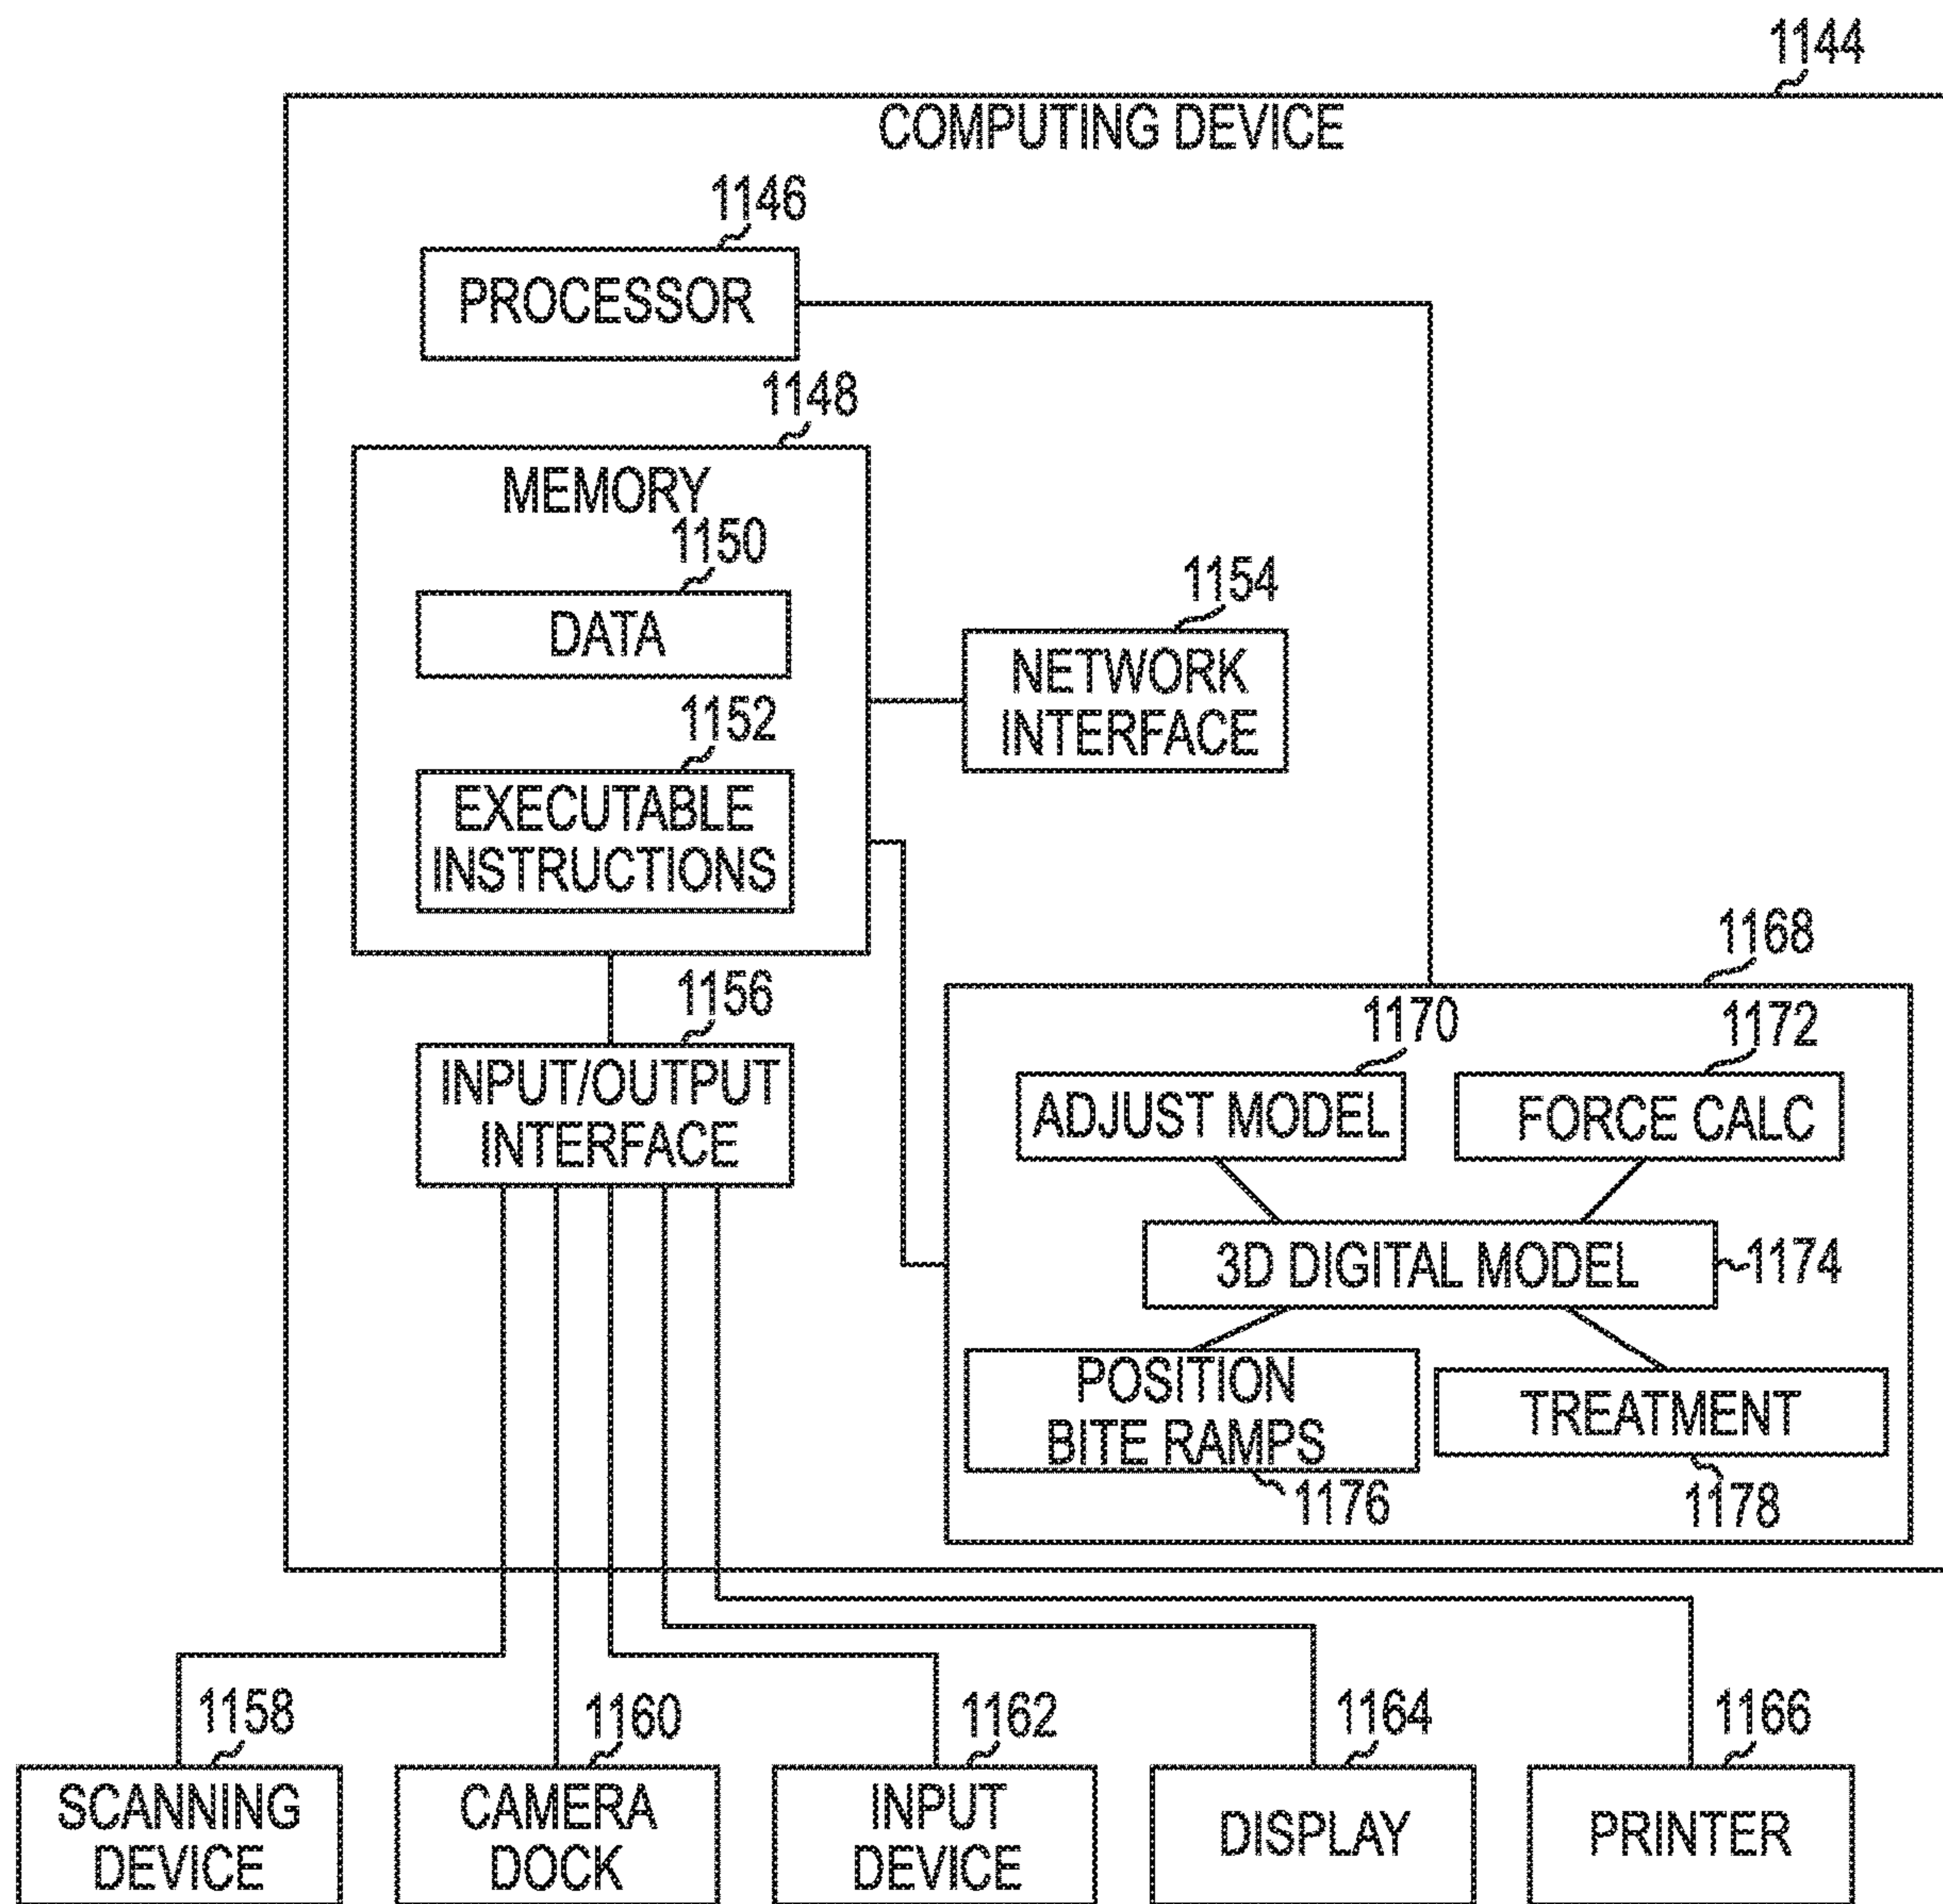 1144
COMPUTING DEVICE
1146
PROCESSOR
1148
MEMORY
1150
DATA
1154
NETWORK
INTERFACE
1152
EXECUTABLE
INSTRUCTIONS
1168
1156
INPUT/OUTPUT
INTERFACE
1170
ADJUST MODEL
1172
FORCE CALC
3D DIGITAL MODEL
1174
POSITION
BITE RAMPS
1176
TREATMENT
1178
1158
SCANNING
DEVICE
1160
CAMERA
DOCK
1162
INPUT
DEVICE
1164
DISPLAY
1166
PRINTER